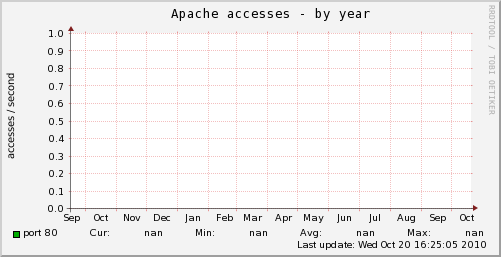 Apache accesses - by year
RRDTOOL / TOBI OETIKER
accesses / second
1.0
0.9
0.8
0.7
0.6
0.5
0.4
0.3
0.2
0.1
0.0
Sep Oct Nov Dec Jan Feb Mar Apr May Jun Jul Aug Sep Oct
port 80 Cur: nan Min: nan Avg: nan Max: nan
Last update: Wed Oct 20 16:25:05 2010